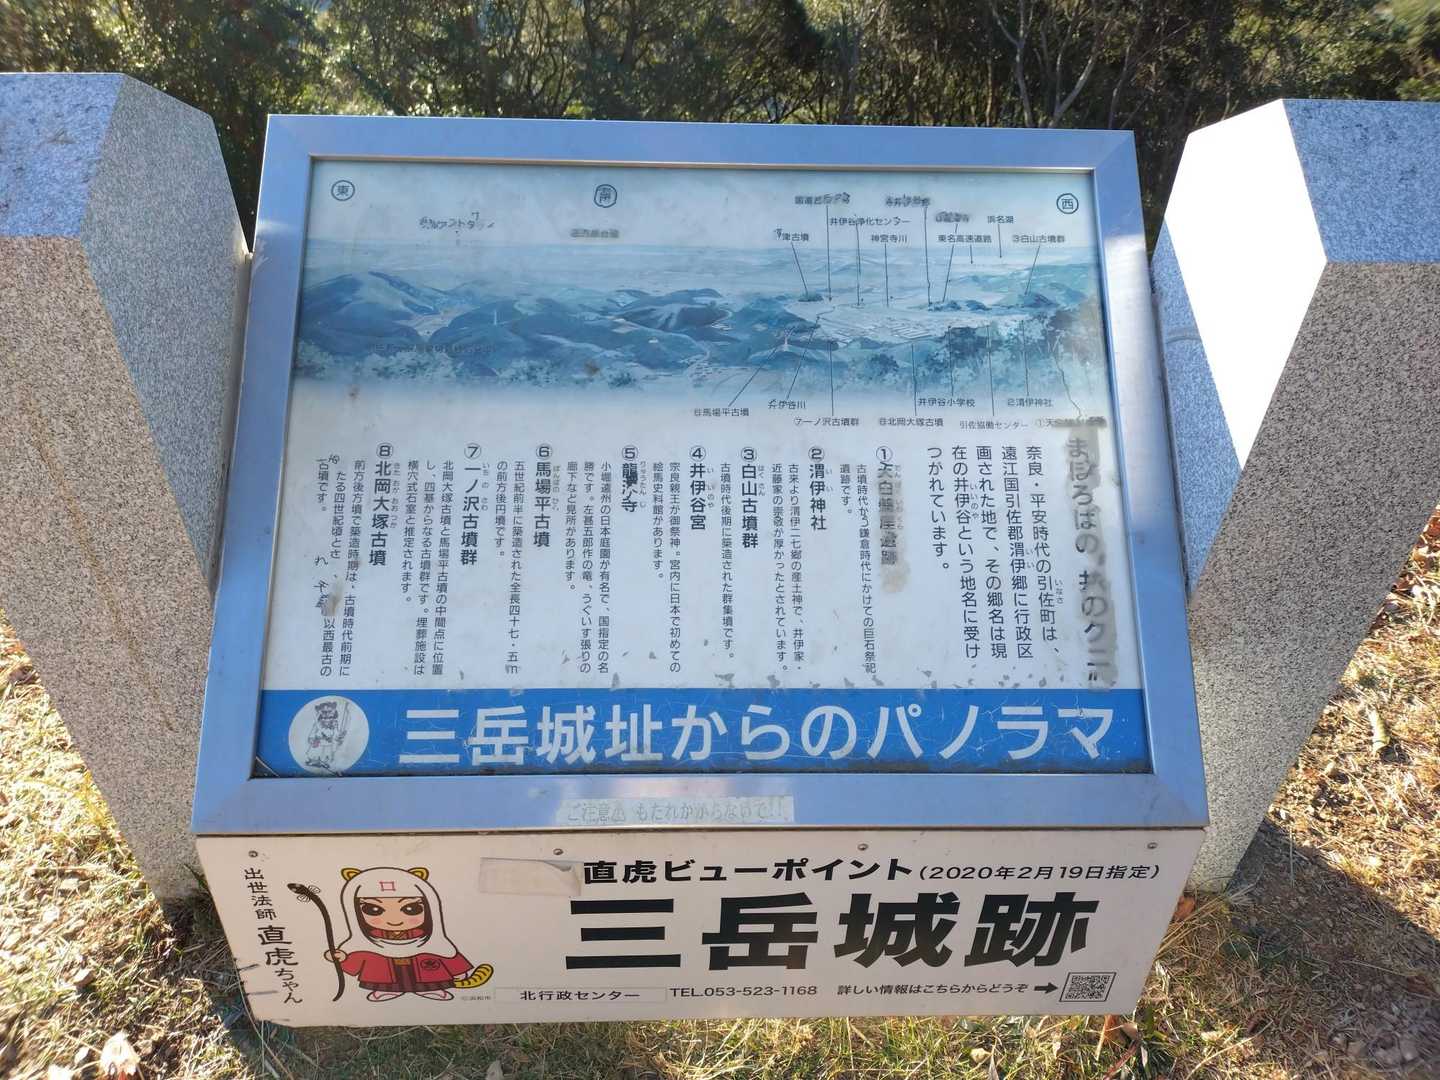 東
南
西
浜名湖
井伊谷浄化センター
津古墳
神宮寺川
東名高速道路
③白山古墳群
⑥馬場平古墳
井伊谷川
⑦一ノ沢古墳群
⑧北岡大塚古墳
井伊谷小学校
引佐協働センター
②渭伊神社
まほろばの
奈良・平安時代の引佐町は、
遠江国引佐郡渭伊郷に行政区
画された地で、その郷名は現
在の井伊谷という地名に受け
つがれています。
①天白磐座遺跡
古墳時代から鎌倉時代にかけての巨石祭祀
遺跡です。
②渭伊神社
古来より渭伊二七郷の産土神で、井伊家・
近藤家の崇敬が厚かったとされています。
③白山古墳群
古墳時代後期に築造された群集墳です。
④井伊谷宮
宗良親王が御祭神。宮内に日本で初めての
絵馬史料館があります。
⑤龍潭寺
小堀遠州の日本庭園が有名で、国指定の名
勝です。左甚五郎作の竜、うぐいす張りの
廊下など見所があります。
⑥馬場平古墳
五世紀前半に築造された全長四十七・五m
の前方後円墳です。
⑦一ノ沢古墳群
北岡大塚古墳と馬場平古墳の中間点に位置
し、四基からなる古墳群です。埋葬施設は
横穴式石室と推定されます。
⑧北岡大塚古墳
前方後方墳で築造時期は、古墳時代前期に
たる四世紀頃とされ、以西最古の
古墳です。
三岳城址からのパノラマ
ご注意 もたれかからないで!!
直虎ビューポイント(2020年2月19日指定)
三岳城跡
出世法師 直虎ちゃん
©浜松市
北行政センター TEL.053-523-1168 詳しい情報はこちらからどうぞ➡